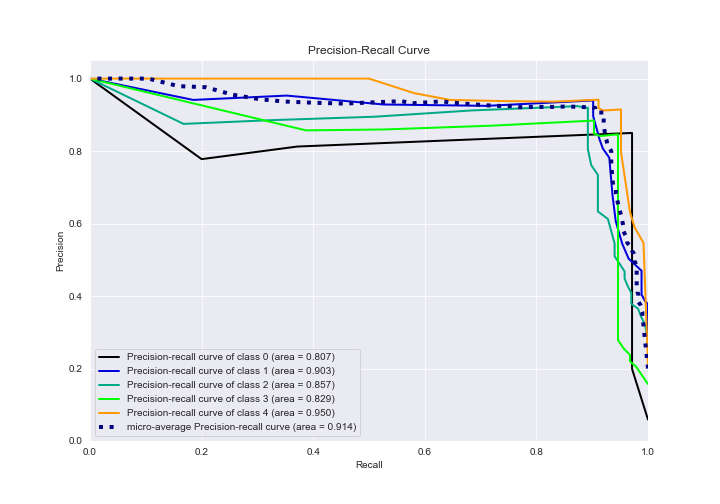 Precision-Recall Curve
1.0
0.8
0.6
0.4
0.2
0.0
Precision
Precision-recall curve of class 0 (area = 0.807)
Precision-recall curve of class 1 (area = 0.903)
Precision-recall curve of class 2 (area = 0.857)
Precision-recall curve of class 3 (area = 0.829)
Precision-recall curve of class 4 (area = 0.950)
micro-average Precision-recall curve (area = 0.914)
0.0 0.2 0.4 0.6 0.8 1.0
Recall